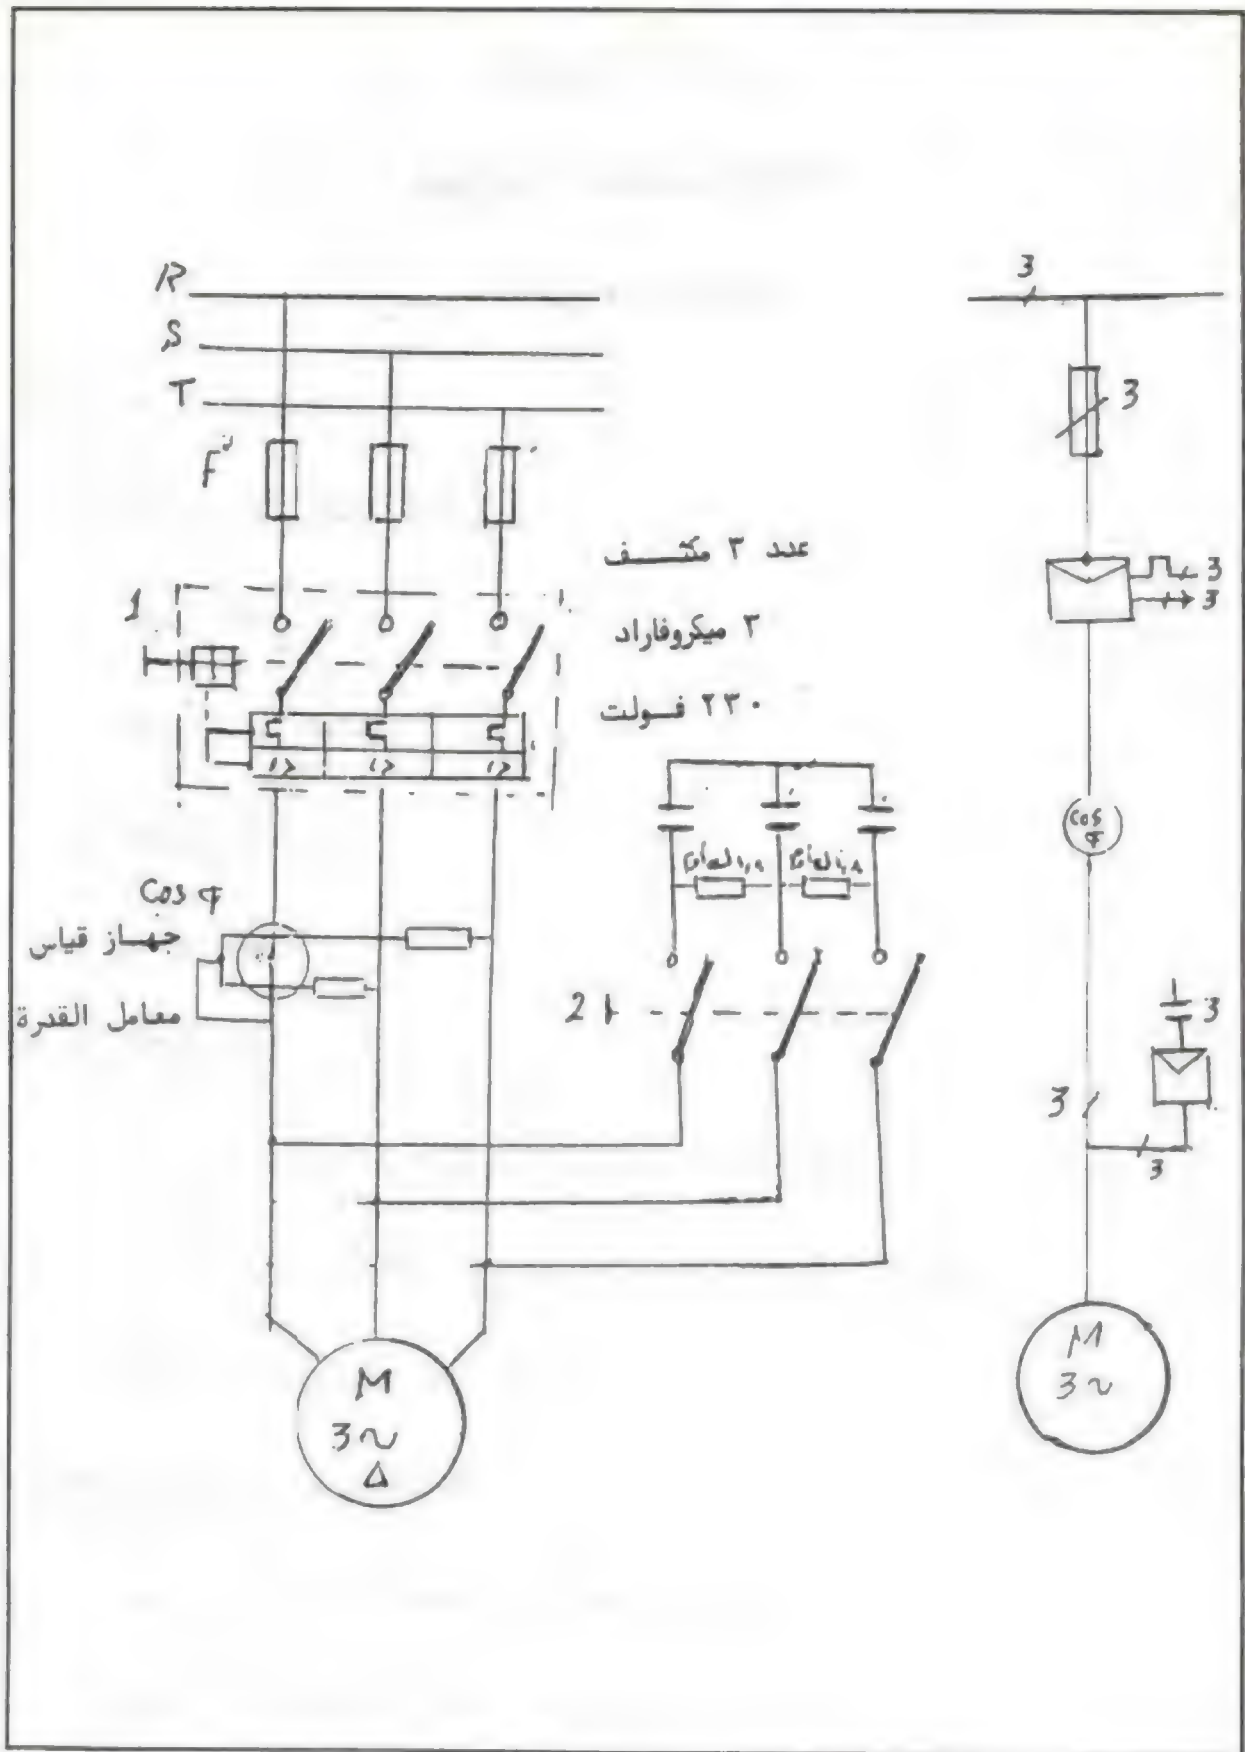 R
S
T
F
عدد ٣ مكثف
٣ ميكروفاراد
٢٣٠ فولت
1
Cos φ
جهاز قياس
معامل القدرة
2
M
3~
Δ
3
3
3
3
cos
φ
3
3
3
M
3~